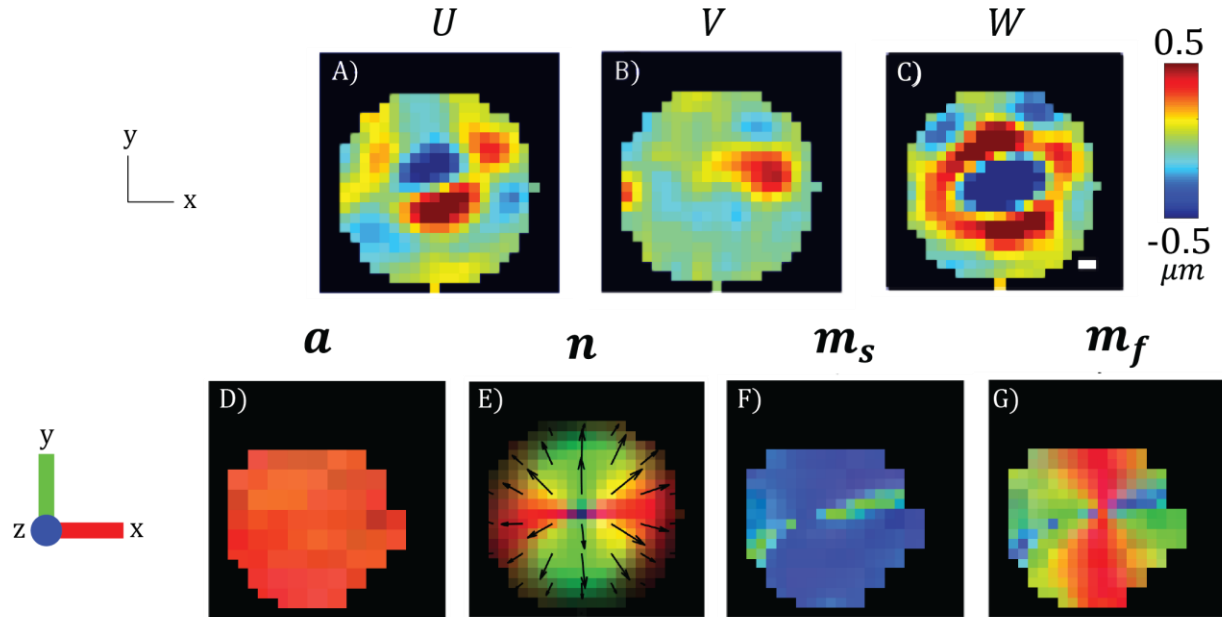 U V W
A) B) C)
0.5
-0.5
μm
y
x
a n m_s m_f
D) E) F) G)
y
z x